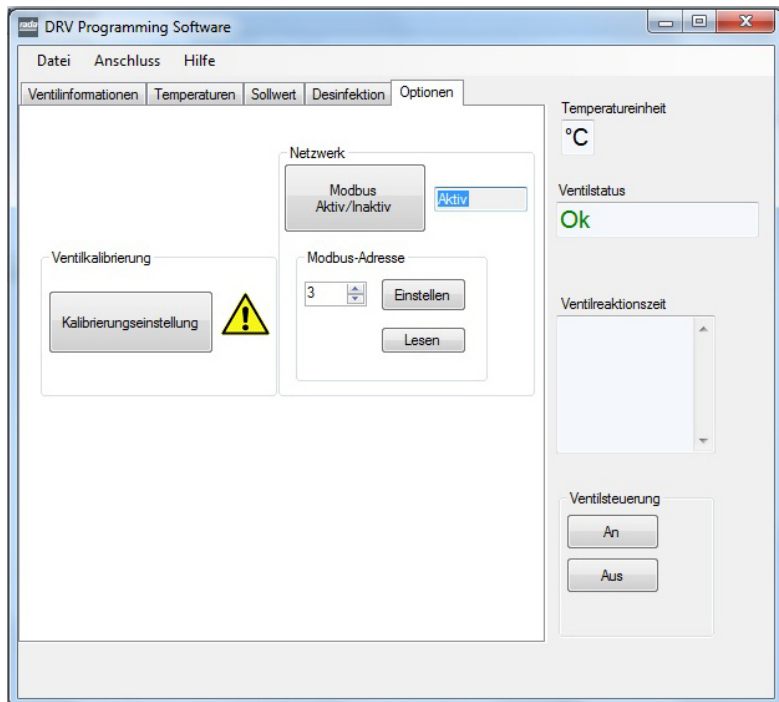 rada DRV Programming Software
Datei Anschluss Hilfe
Ventilinformationen Temperaturen Sollwert Desinfektion Optionen
Netzwerk
Modbus
Aktiv/Inaktiv
Aktiv
Ventilkalibrierung
Kalibrierungseinstellung
Modbus-Adresse
3
Einstellen
Lesen
Temperatureinheit
°C
Ventilstatus
Ok
Ventilreaktionszeit
Ventilsteuerung
An
Aus